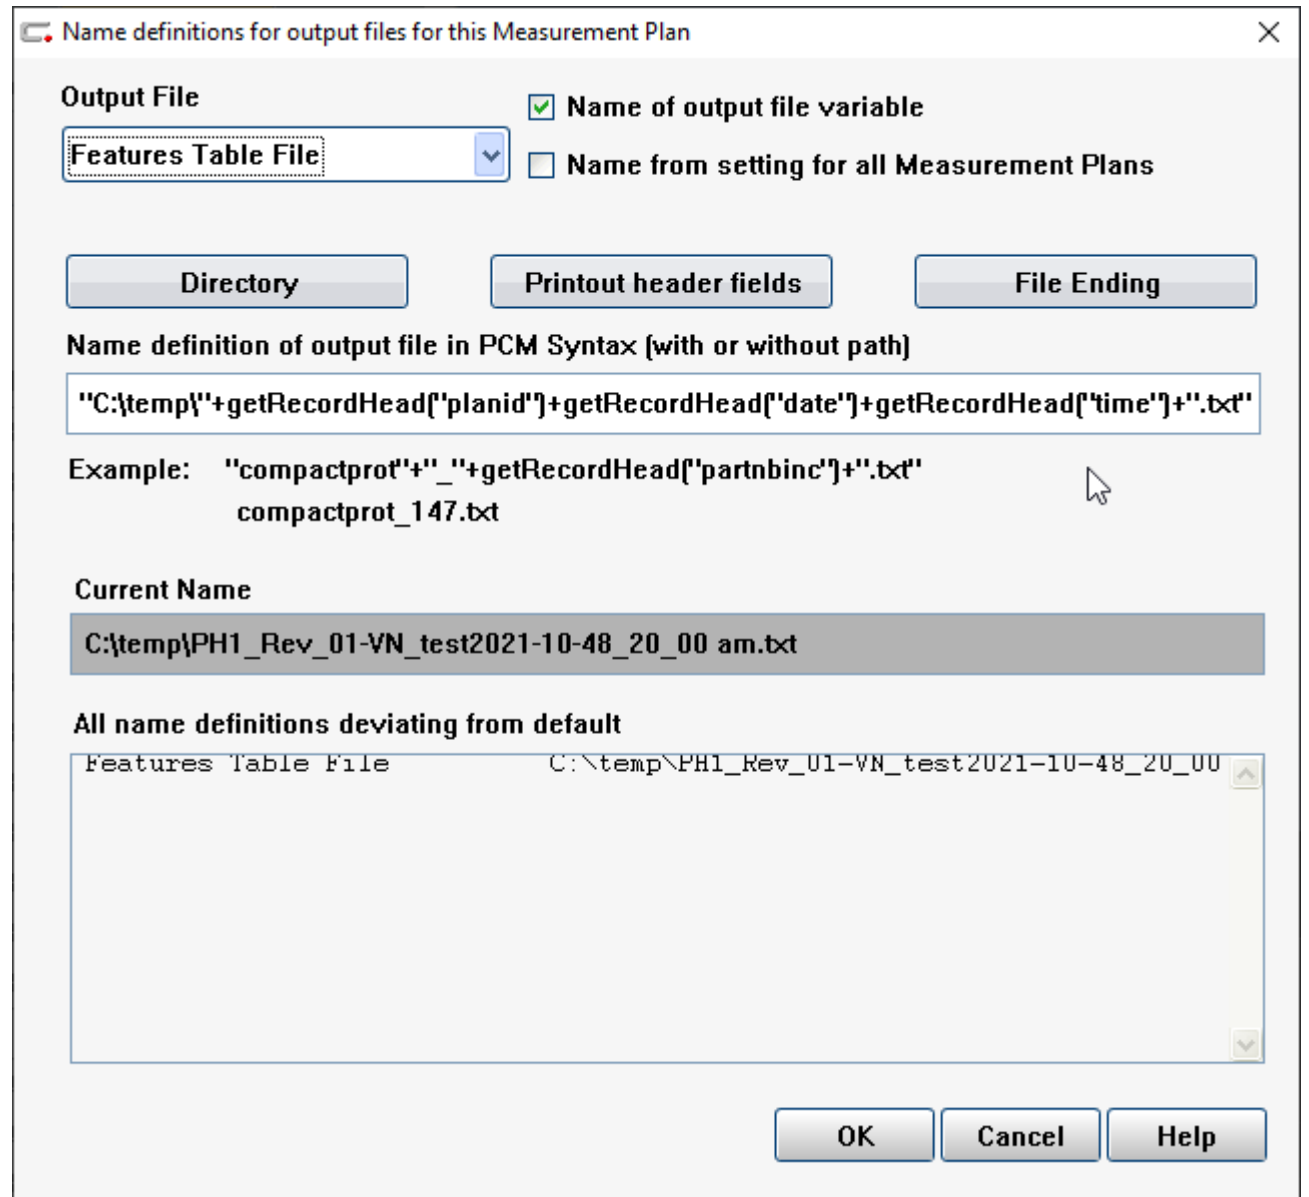 Name definitions for output files for this Measurement Plan
Output File
Name of output file variable
Features Table File
Name from setting for all Measurement Plans
Directory
Printout header fields
File Ending
Name definition of output file in PCM Syntax (with or without path)
"C:\temp\"+getRecordHead("planid")+getRecordHead("date")+getRecordHead("time")+".txt"
Example: "compactprot"+"_"+getRecordHead("partnbinc")+".txt"
compactprot_147.txt
Current Name
C:\temp\PH1_Rev_01-VN_test2021-10-48_20_00 am.txt
All name definitions deviating from default
Features Table File C:\temp\PH1_Rev_01-VN_test2021-10-48_20_00
OK Cancel Help